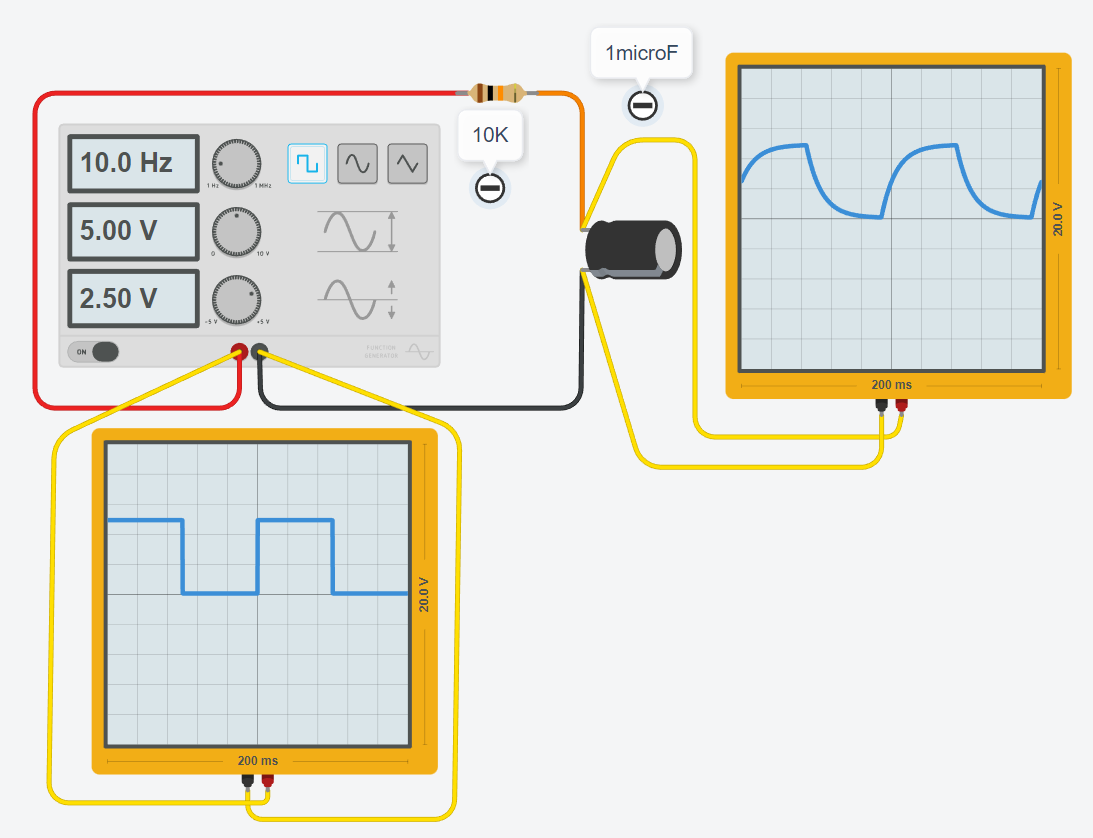 1microF
10K
10.0 Hz
1 Hz
1 MHz
5.00 V
0
10 V
2.50 V
-5 V
+5 V
ON
FUNCTION
GENERATOR
20.0 V
200 ms
20.0 V
200 ms